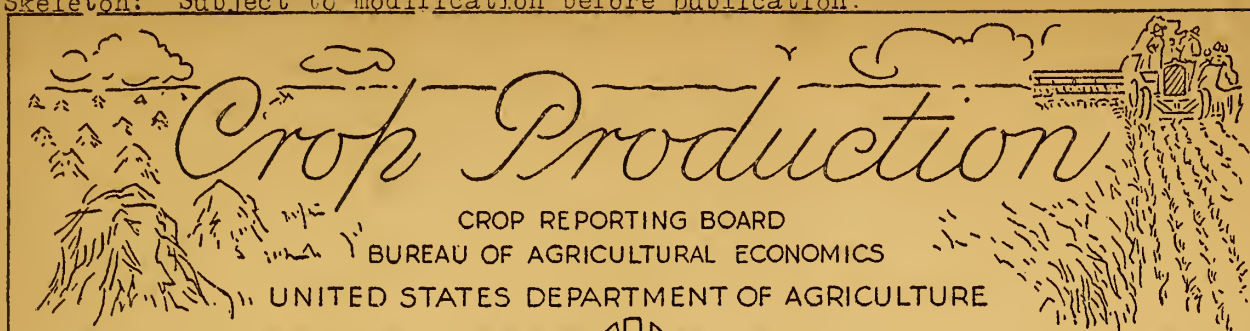 Skeleton: Subject to modification before publication.
Crop Production
CROP REPORTING BOARD
BUREAU OF AGRICULTURAL ECONOMICS
UNITED STATES DEPARTMENT OF AGRICULTURE